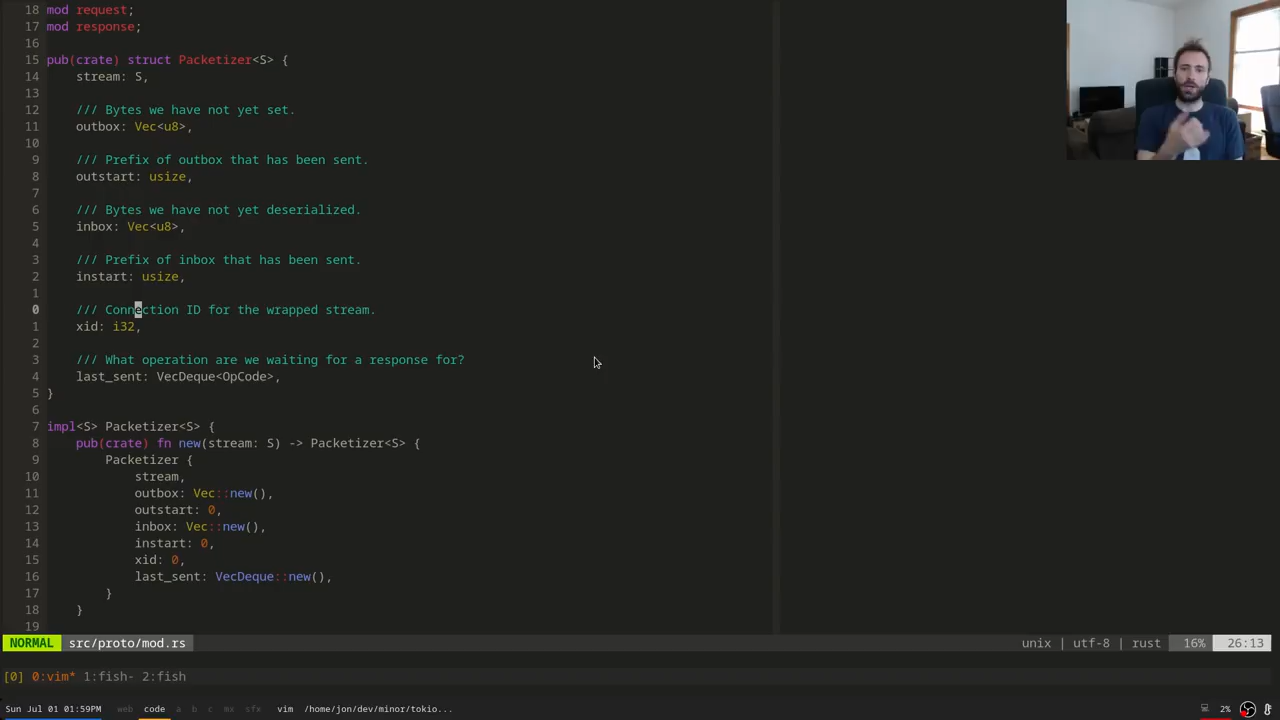 18 mod request;
17 mod response;
16
15 pub(crate) struct Packetizer<S> {
14     stream: S,
13
12     /// Bytes we have not yet set.
11     outbox: Vec<u8>,
10
9     /// Prefix of outbox that has been sent.
8     outstart: usize,
7
6     /// Bytes we have not yet deserialized.
5     inbox: Vec<u8>,
4
3     /// Prefix of inbox that has been sent.
2     instart: usize,
1
0     /// Connection ID for the wrapped stream.
1     xid: i32,
2
3     /// What operation are we waiting for a response for?
4     last_sent: VecDeque<OpCode>,
5 }
6
7 impl<S> Packetizer<S> {
8     pub(crate) fn new(stream: S) -> Packetizer<S> {
9         Packetizer {
10             stream,
11             outbox: Vec::new(),
12             outstart: 0,
13             inbox: Vec::new(),
14             instart: 0,
15             xid: 0,
16             last_sent: VecDeque::new(),
17         }
18     }
19
NORMAL src/proto/mod.rs unix | utf-8 | rust 16% 26:13
[0] 0:vim* 1:fish- 2:fish
Sun Jul 01 01:59PM web code a b c mx sfx vim /home/jon/dev/minor/tokio... 2%